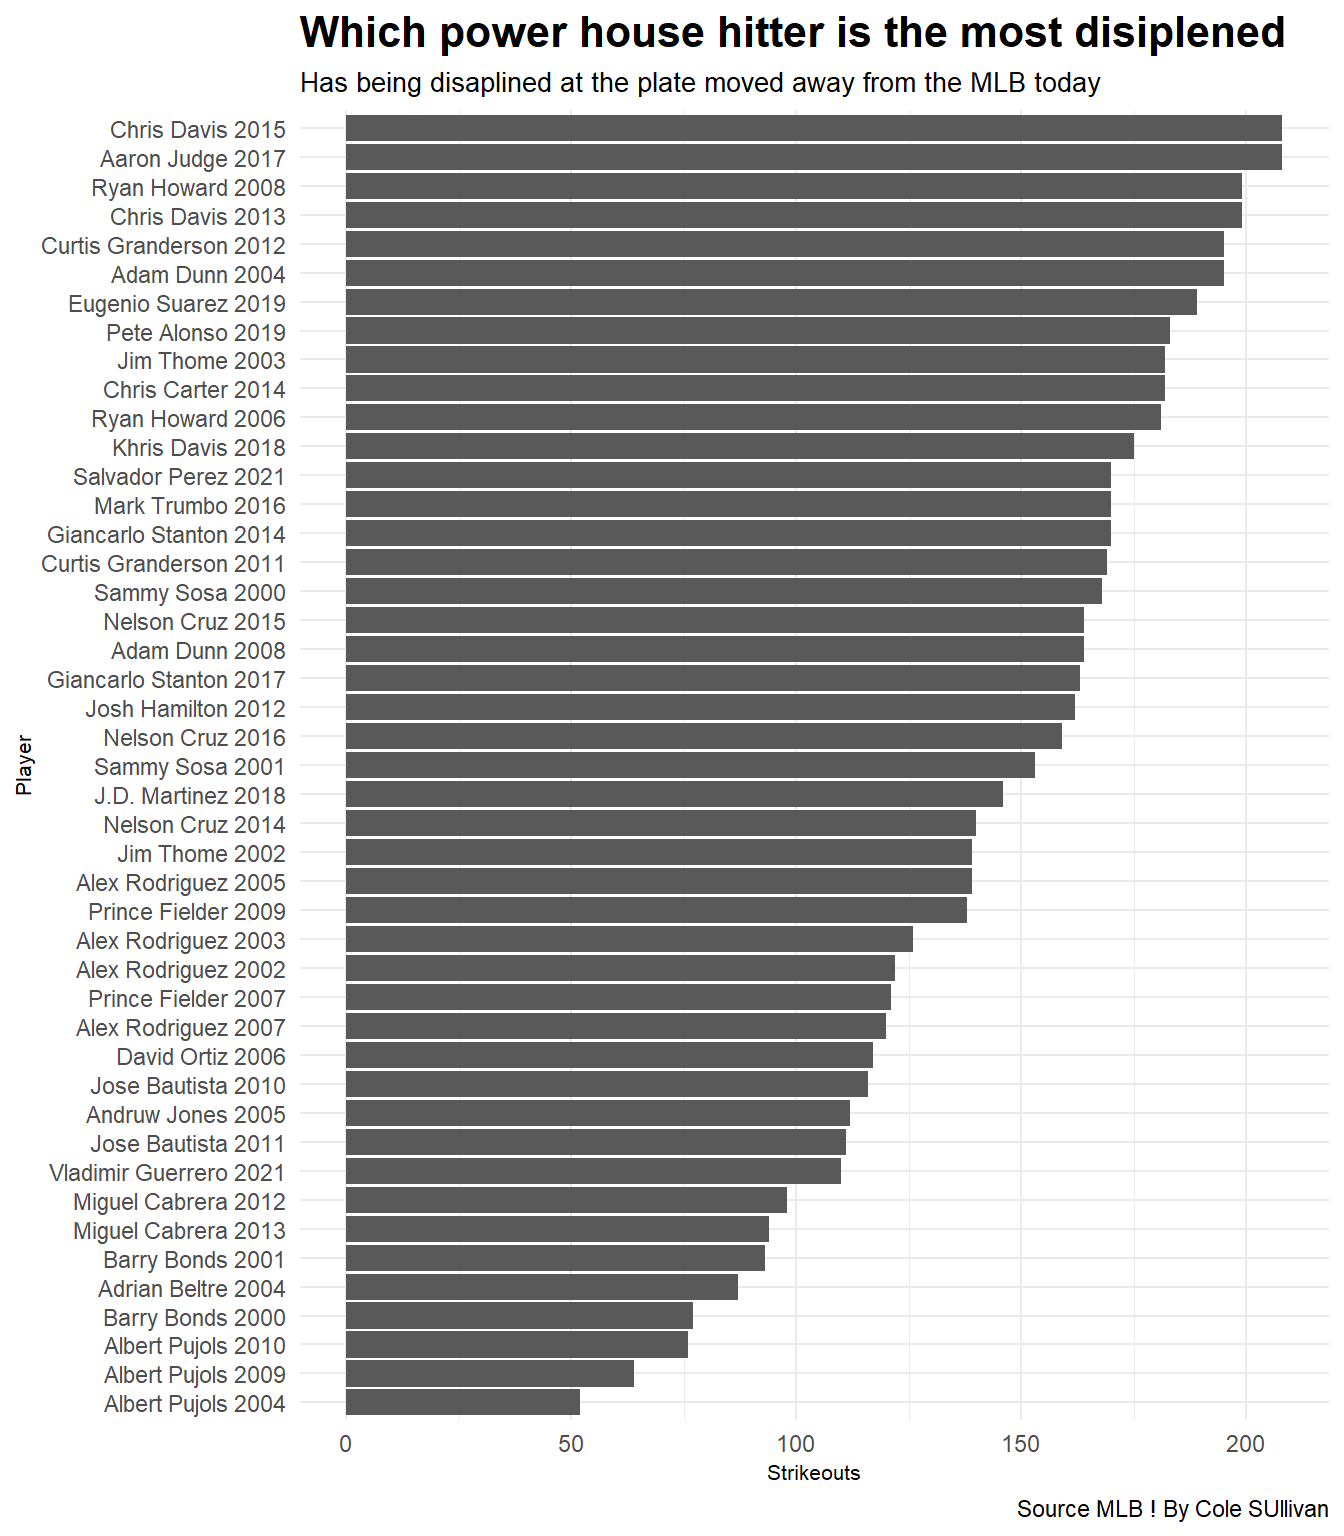 Which power house hitter is the most disiplened
Has being disaplined at the plate moved away from the MLB today
Chris Davis 2015
Aaron Judge 2017
Ryan Howard 2008
Chris Davis 2013
Curtis Granderson 2012
Adam Dunn 2004
Eugenio Suarez 2019
Pete Alonso 2019
Jim Thome 2003
Chris Carter 2014
Ryan Howard 2006
Khris Davis 2018
Salvador Perez 2021
Mark Trumbo 2016
Giancarlo Stanton 2014
Curtis Granderson 2011
Sammy Sosa 2000
Nelson Cruz 2015
Adam Dunn 2008
Giancarlo Stanton 2017
Josh Hamilton 2012
Nelson Cruz 2016
Sammy Sosa 2001
J.D. Martinez 2018
Nelson Cruz 2014
Jim Thome 2002
Alex Rodriguez 2005
Prince Fielder 2009
Alex Rodriguez 2003
Alex Rodriguez 2002
Prince Fielder 2007
Alex Rodriguez 2007
David Ortiz 2006
Jose Bautista 2010
Andruw Jones 2005
Jose Bautista 2011
Vladimir Guerrero 2021
Miguel Cabrera 2012
Miguel Cabrera 2013
Barry Bonds 2001
Adrian Beltre 2004
Barry Bonds 2000
Albert Pujols 2010
Albert Pujols 2009
Albert Pujols 2004
Player
0 50 100 150 200
Strikeouts
Source MLB ! By Cole SUllivan